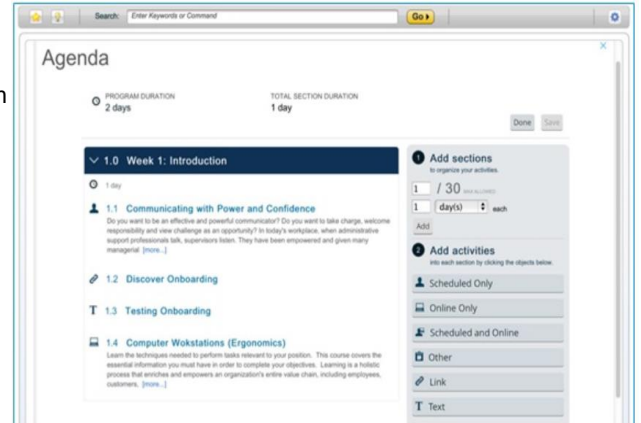 n
Search: Enter Keywords or Command Go
Agenda
PROGRAM DURATION
2 days
TOTAL SECTION DURATION
1 day
Done Save
1.0 Week 1: Introduction
1 day
1.1 Communicating with Power and Confidence
Do you want to be an effective and powerful communicator? Do you want to take charge, welcome
responsibility and view challenge as an opportunity? In today's workplace, when administrative
support professionals talk, supervisors listen. They have been empowered and given many
managerial [more...]
1.2 Discover Onboarding
T 1.3 Testing Onboarding
1.4 Computer Wokstations (Ergonomics)
Learn the techniques needed to perform tasks relevant to your position. This course covers the
essential information you must have in order to complete your objectives. Learning is a holistic
process that enriches and empowers an organization's entire value chain, including employees,
customers. [more...]
1 Add sections
to organize your activities.
1 / 30 MAX ALLOWED
1 day(s) each
Add
2 Add activities
into each section by clicking the objects below.
Scheduled Only
Online Only
Scheduled and Online
Other
Link
T Text